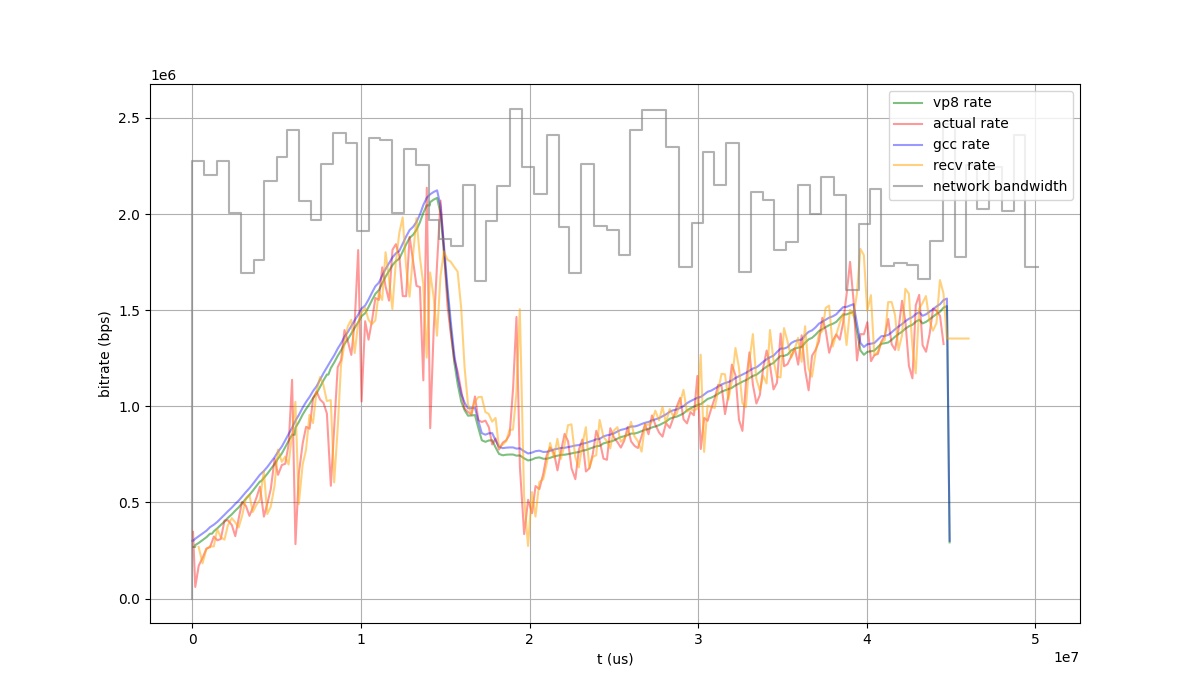 1e6
2.5
2.0
1.5
1.0
0.5
0.0
bitrate (bps)
vp8 rate
actual rate
gcc rate
recv rate
network bandwidth
0 1 2 3 4 5
t (us)
1e7